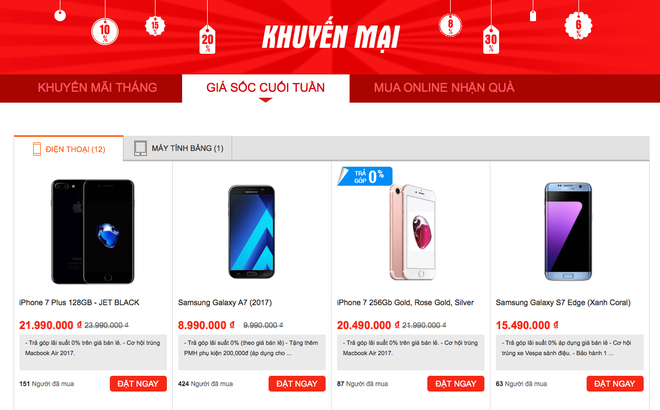 10
%
15
%
20
%
KHUYẾN MẠI
8
%
30
%
6
%
KHUYẾN MÃI THÁNG
GIÁ SỐC CUỐI TUẦN
MUA ONLINE NHẬN QUÀ
ĐIỆN THOẠI (12)
MÁY TÍNH BẢNG (1)
TRẢ
GÓP 0%
iPhone 7 Plus 128GB - JET BLACK
21.990.000 ₫ 23.990.000 ₫
- Trả góp lãi suất 0% trên giá bán lẻ. - Cơ hội trúng
Macbook Air 2017.
151 Người đã mua
ĐẶT NGAY
Samsung Galaxy A7 (2017)
8.990.000 ₫ 9.990.000 ₫
- Trả góp lãi suất 0% (theo giá bán lẻ) - Tặng thêm
PMH phụ kiện 200,000đ (áp dụng cho ...
424 Người đã mua
ĐẶT NGAY
iPhone 7 256Gb Gold, Rose Gold, Silver
20.490.000 ₫ 21.990.000 ₫
- Trả góp lãi suất 0% trên giá bán lẻ. - Cơ hội trúng
Macbook Air 2017.
87 Người đã mua
ĐẶT NGAY
Samsung Galaxy S7 Edge (Xanh Coral)
15.490.000 ₫
- Trả góp lãi suất 0% áp dụng giá bán lẻ. - Cơ hội
trúng xe Vespa sành điệu. - Bảo hành 1 ...
63 Người đã mua
ĐẶT NGAY